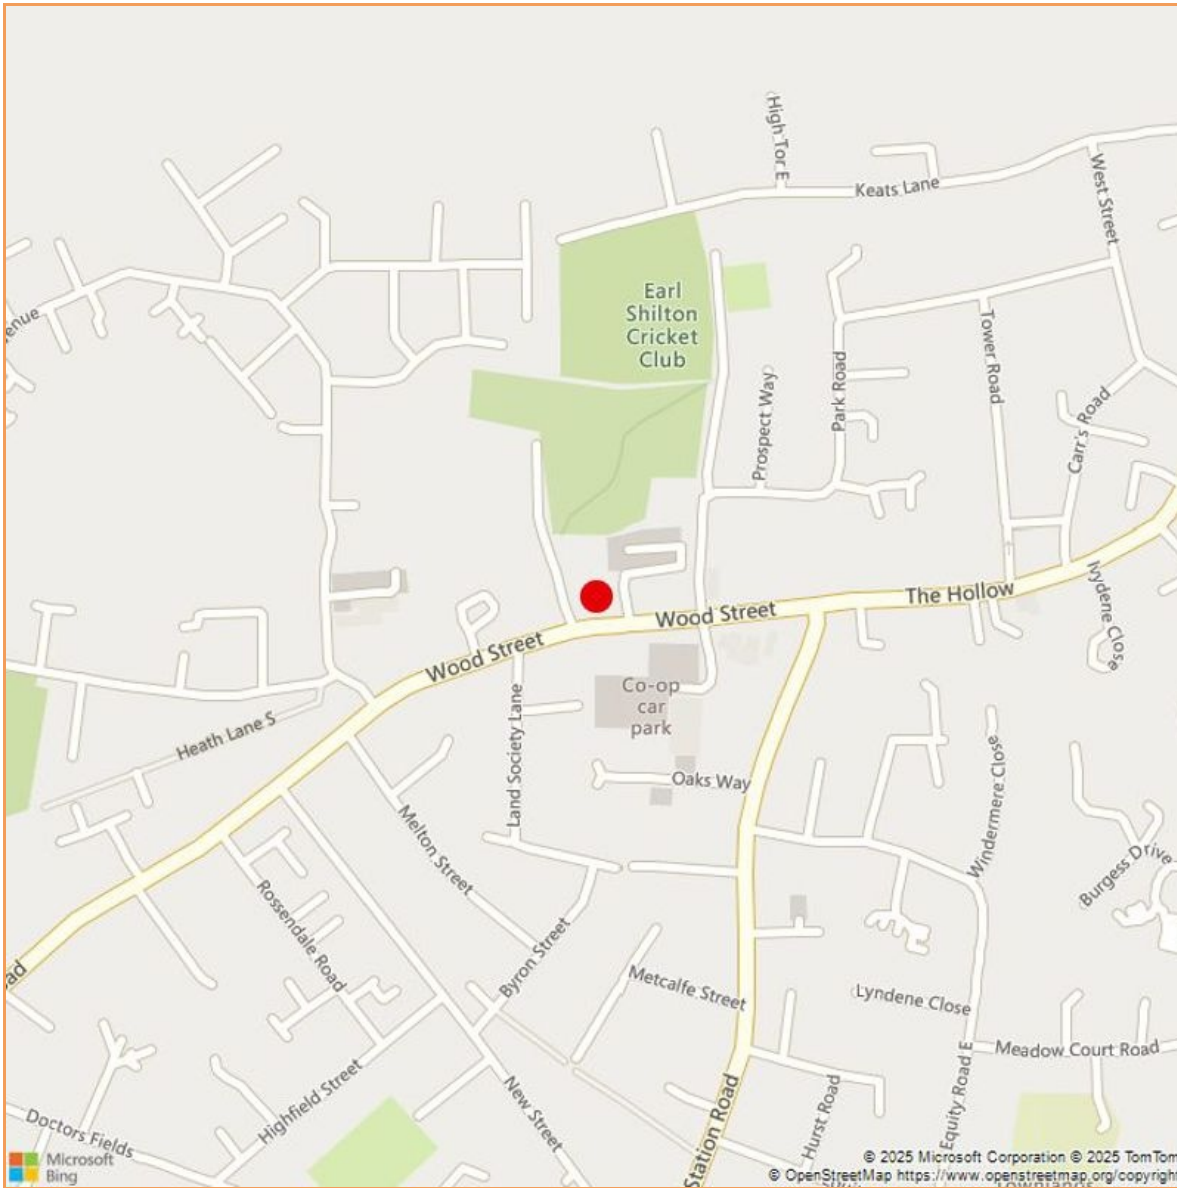 High Tor E
Keats Lane
West Street
Earl
Shilton
Cricket
Club
enue
Tower Road
Park Road
Prospect Way
Carr's Road
The Hollow
Ivydene Close
Wood Street
Wood Street
Co-op
car
park
Land Society Lane
Heath Lane S
Oaks Way
Windermere Close
Melton Street
Burgess Drive
Rossendale Road
Byron Street
Metcalfe Street
Lyndene Close
Meadow Court Road
Equity Road E
Highfield Street
New Street
Hurst Road
Station Road
Doctors Fields
Microsoft
Bing
© 2025 Microsoft Corporation © 2025 TomTom
© OpenStreetMap https://www.openstreetmap.org/copyright